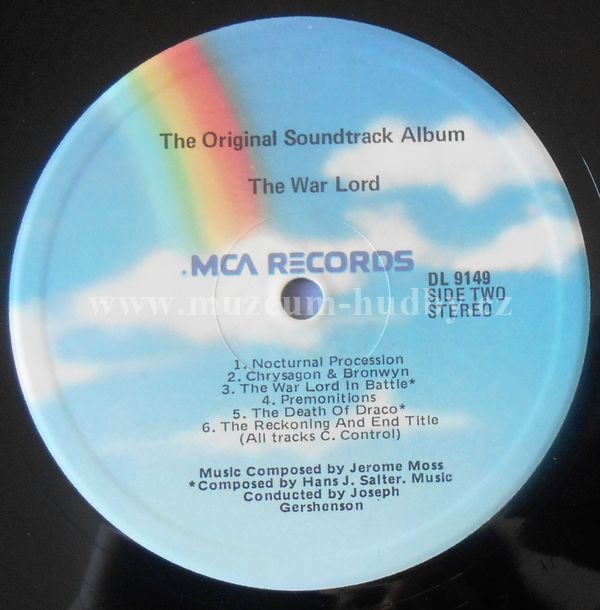 The Original Soundtrack Album
The War Lord
.MCA RECORDS
DL 9149
SIDE TWO
STEREO
www.muzeum-hudby.cz
1. Nocturnal Procession
2. Chrysagon & Bronwyn
3. The War Lord In Battle*
4. Premonitions
5. The Death Of Draco*
6. The Reckoning And End Title
(All tracks C. Control)
Music Composed by Jerome Moss
*Composed by Hans J. Salter. Music
Conducted by Joseph
Gershenson